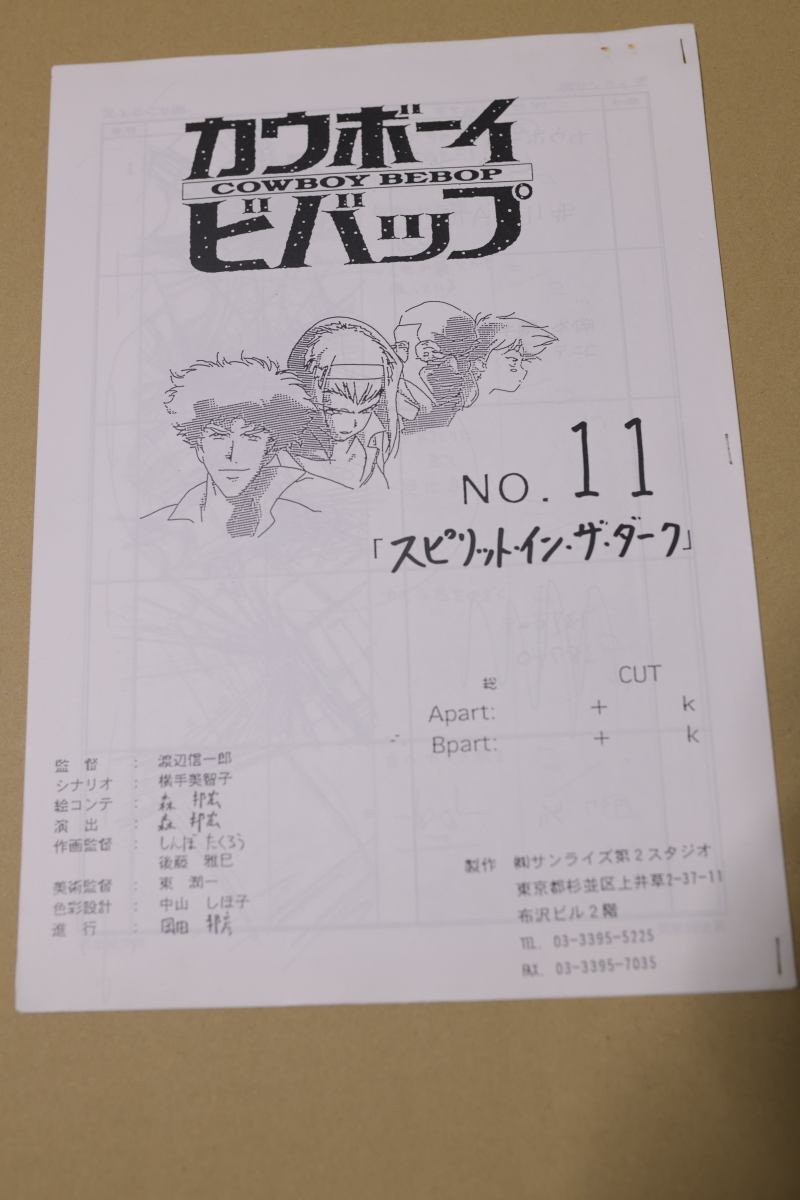 カウボーイ
COWBOY BEBOP
ビバップ
NO. 11
「スピリット・イン・ザ・ダーク」
総 CUT
Apart: + k
Bpart: + k
監 督 : 渡辺信一郎
シナリオ : 横手美智子
絵コンテ : 森 邦宏
演 出 : 森 邦宏
作画監督 : しんぼ たくろう
後藤 雅巳
美術監督 : 東 潤一
色彩設計 : 中山 しほ子
進 行 : 岡田 邦彦
製作 ㈱サンライズ第2スタジオ
東京都杉並区上井草2-37-11
布沢ビル2階
TEL. 03-3395-5225
FAX. 03-3395-7035